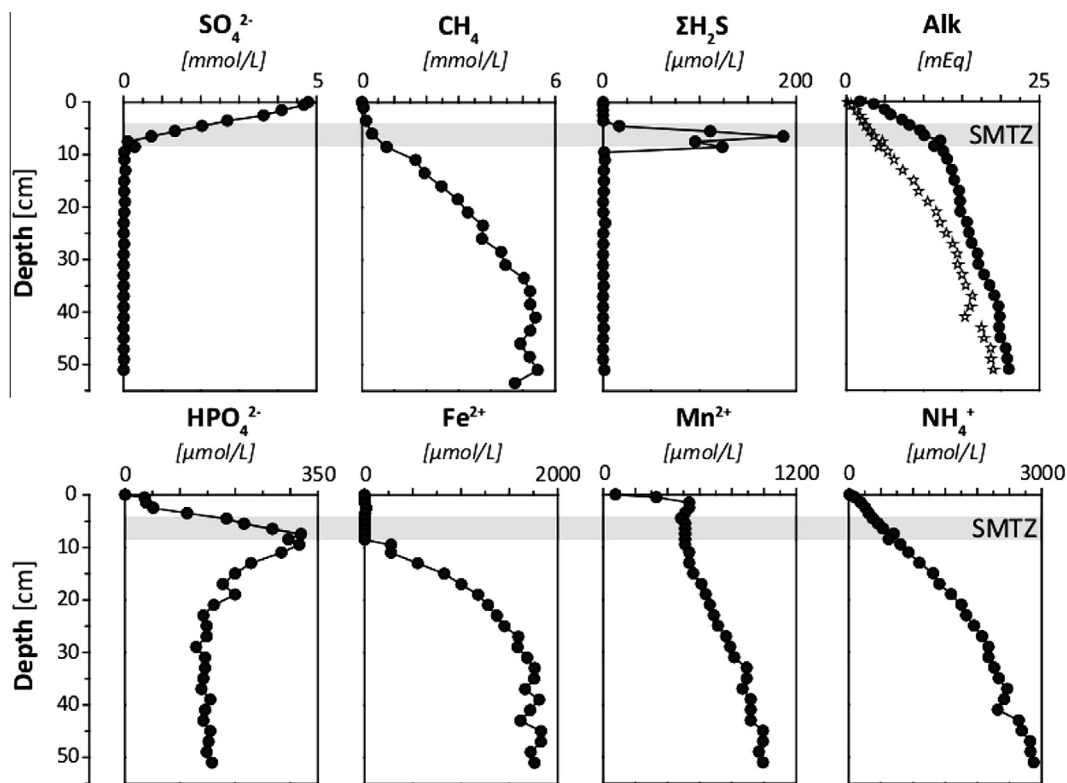 SO₄²⁻ CH₄ ΣH₂S Alk
[mmol/L] [mmol/L] [µmol/L] [mEq]
0 5 0 6 0 200 0 25
0
10
20
30
40
50
Depth [cm]
SMTZ
HPO₄²⁻ Fe²⁺ Mn²⁺ NH₄⁺
[µmol/L] [µmol/L] [µmol/L] [µmol/L]
0 350 0 2000 0 1200 0 3000
0
10
20
30
40
50
Depth [cm]
SMTZ